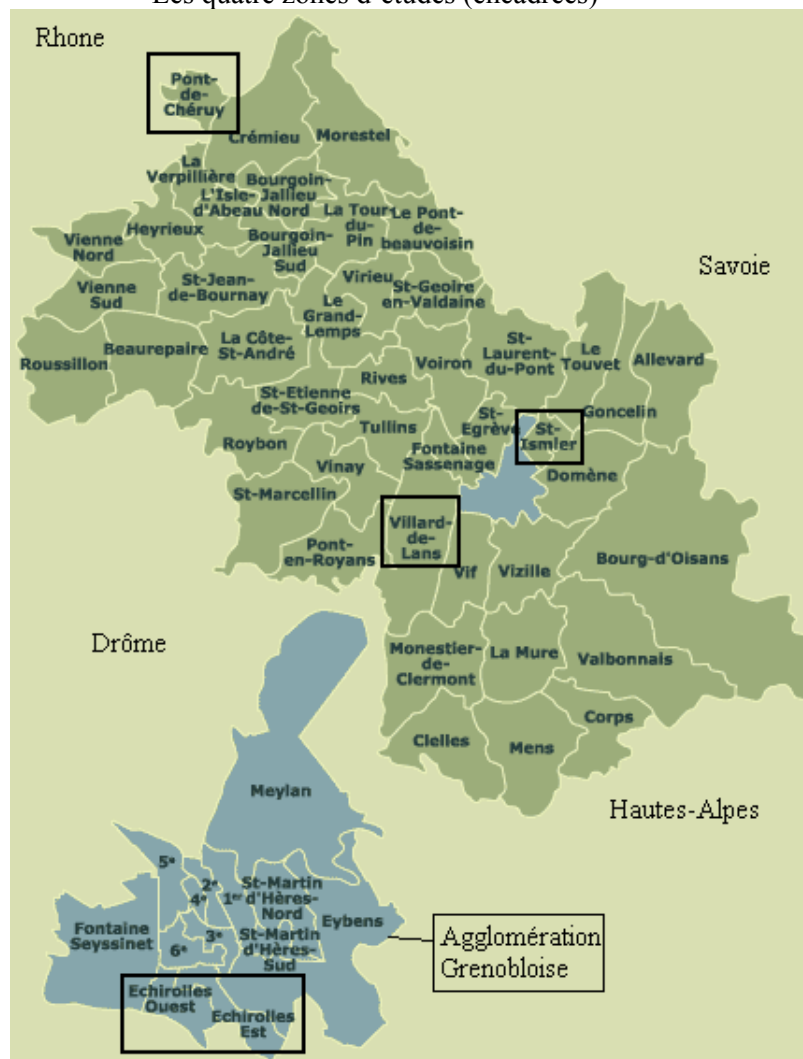 Les quatre zones d'études (encadrées)
Rhone
Pont-
de-
Chéruy
Crémieu
Morestel
La
Verpillière
Bourgoin-
Jallieu
Nord
L'Isle-
d'Abeau
La Tour-
du-
Pin
Le Pont-
de-
beauvoisin
Heyrieux
Vienne
Nord
Bourgoin-
Jallieu
Sud
Savoie
Vienne
Sud
St-Jean-
de-Bournay
Virieu
St-Geoire
en-Valdaine
Le
Grand-
Lemps
Roussillon
Beaurepaire
La Côte-
St-André
Voiron
St-
Laurent-
du-Pont
Le
Touvet
Allevard
Rives
St-Etienne
de-St-Geoirs
Goncelin
St-
Egrève
St-
Ismier
Tullins
Roybon
Fontaine
Sassenage
Vinay
Domène
St-Marcellin
Villard-
de-
Lans
Pont-
en-Royans
Vif
Vizille
Bourg-d'Oisans
Drôme
Monestier-
de-
Clermont
La Mure
Valbonnais
Corps
Clelles
Mens
Meylan
Hautes-Alpes
5e
2e
4e
1er
St-Martin
d'Hères-
Nord
Fontaine
Seyssinet
3e
6e
St-Martin
d'Hères-
Sud
Eybens
Agglomération
Grenobloise
Echirolles
Ouest
Echirolles
Est